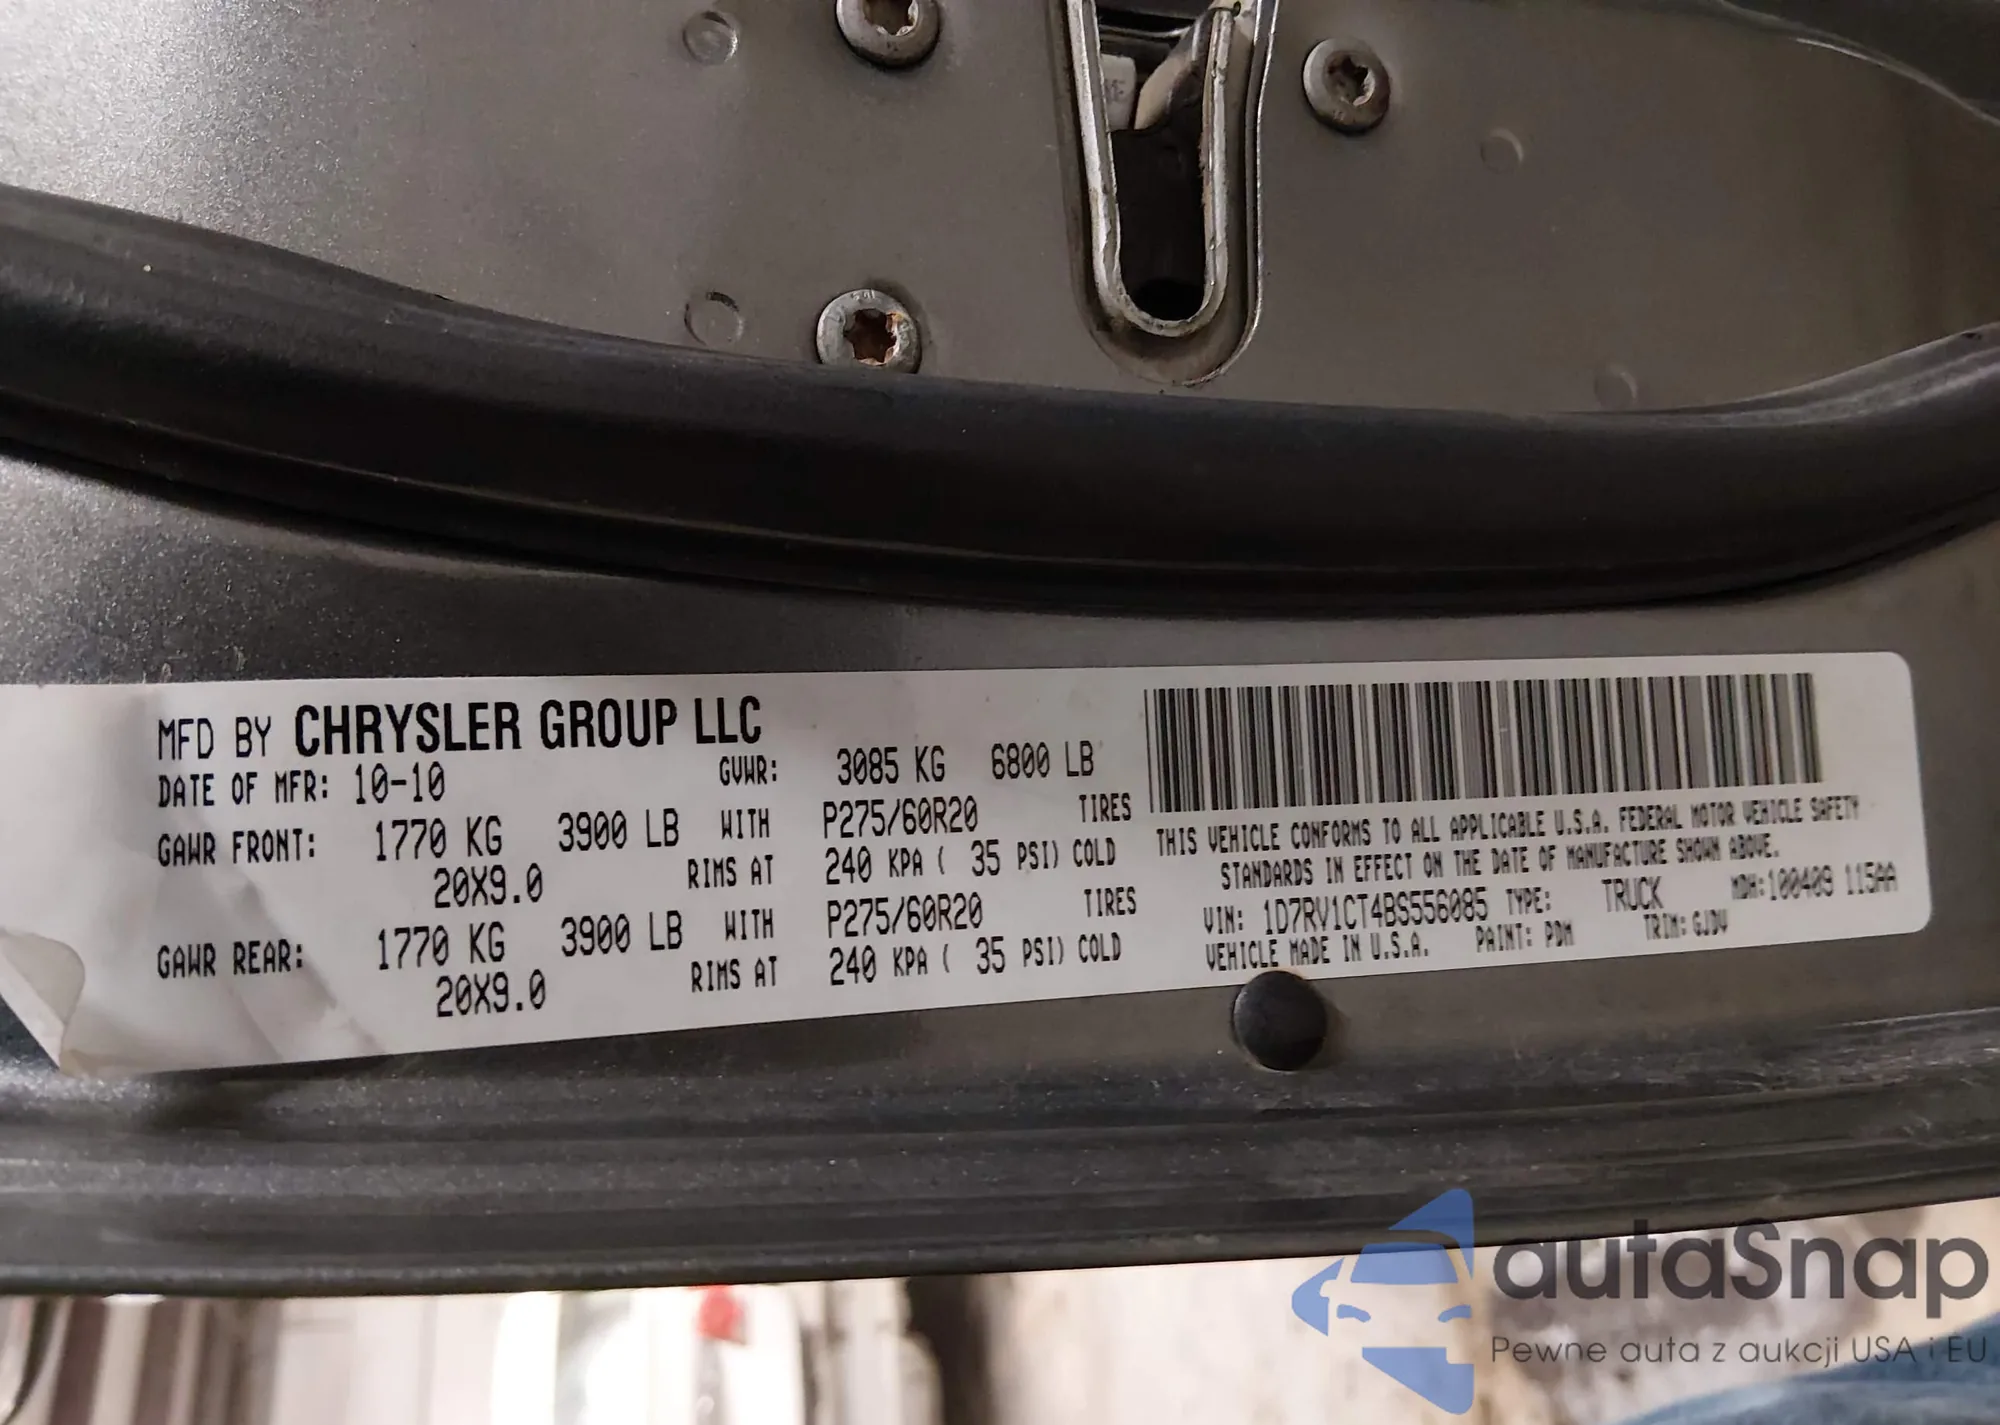 MFD BY CHRYSLER GROUP LLC
DATE OF MFR: 10-10 GVWR: 3085 KG 6800 LB
GAWR FRONT: 1770 KG 3900 LB WITH P275/60R20 TIRES
20X9.0 RIMS AT 240 KPA ( 35 PSI) COLD
GAWR REAR: 1770 KG 3900 LB WITH P275/60R20 TIRES
20X9.0 RIMS AT 240 KPA ( 35 PSI) COLD
THIS VEHICLE CONFORMS TO ALL APPLICABLE U.S.A. FEDERAL MOTOR VEHICLE SAFETY
STANDARDS IN EFFECT ON THE DATE OF MANUFACTURE SHOWN ABOVE.
VIN: 1D7RV1CT4BS556085 TYPE: TRUCK MDH:100409 115AA
VEHICLE MADE IN U.S.A. PAINT: PDM TRIM: GJDV
autaSnap
Pewne auta z aukcji USA i EU